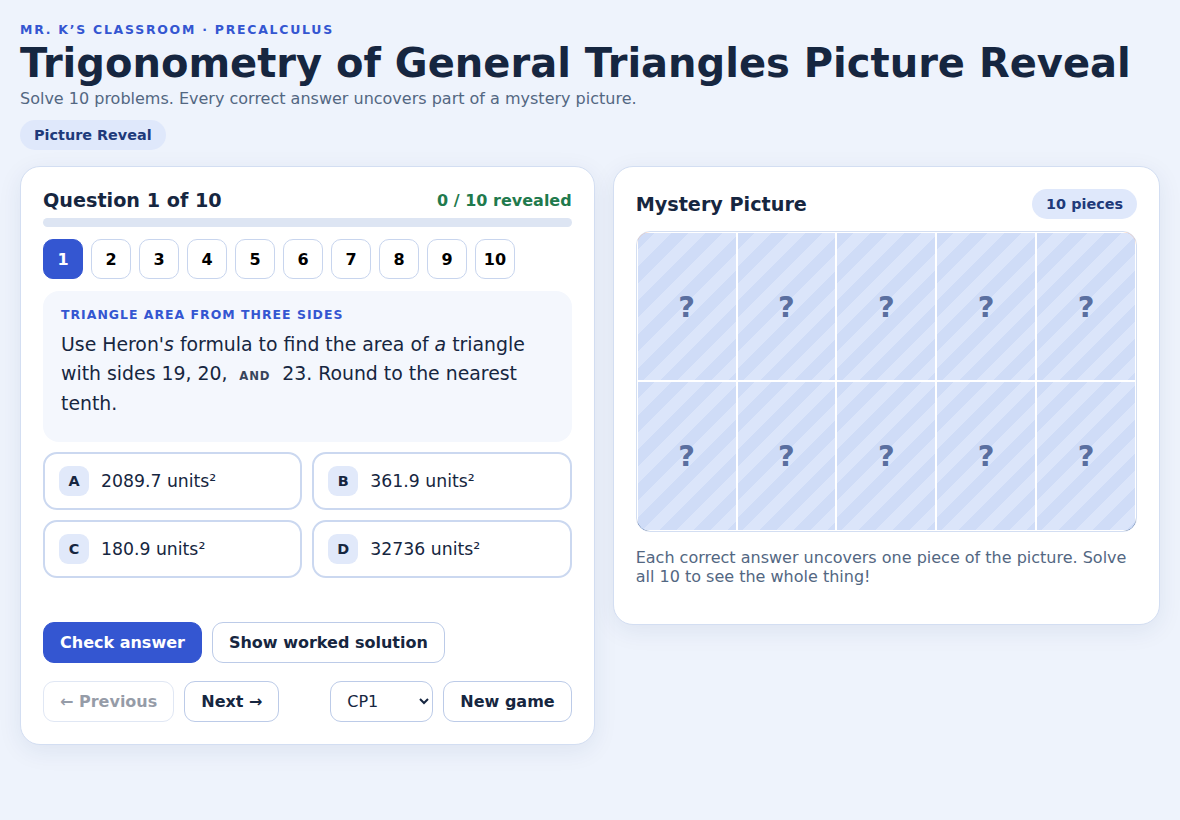 MR. K’S CLASSROOM · PRECALCULUS
Trigonometry of General Triangles Picture Reveal
Solve 10 problems. Every correct answer uncovers part of a mystery picture.
Picture Reveal
Question 1 of 10
0 / 10 revealed
1 2 3 4 5 6 7 8 9 10
TRIANGLE AREA FROM THREE SIDES
Use Heron's formula to find the area of a triangle
with sides 19, 20, AND 23. Round to the nearest
tenth.
A 2089.7 units²
B 361.9 units²
C 180.9 units²
D 32736 units²
Check answer
Show worked solution
← Previous
Next →
CP1
New game
Mystery Picture
10 pieces
? ? ? ? ?
? ? ? ? ?
Each correct answer uncovers one piece of the picture. Solve
all 10 to see the whole thing!